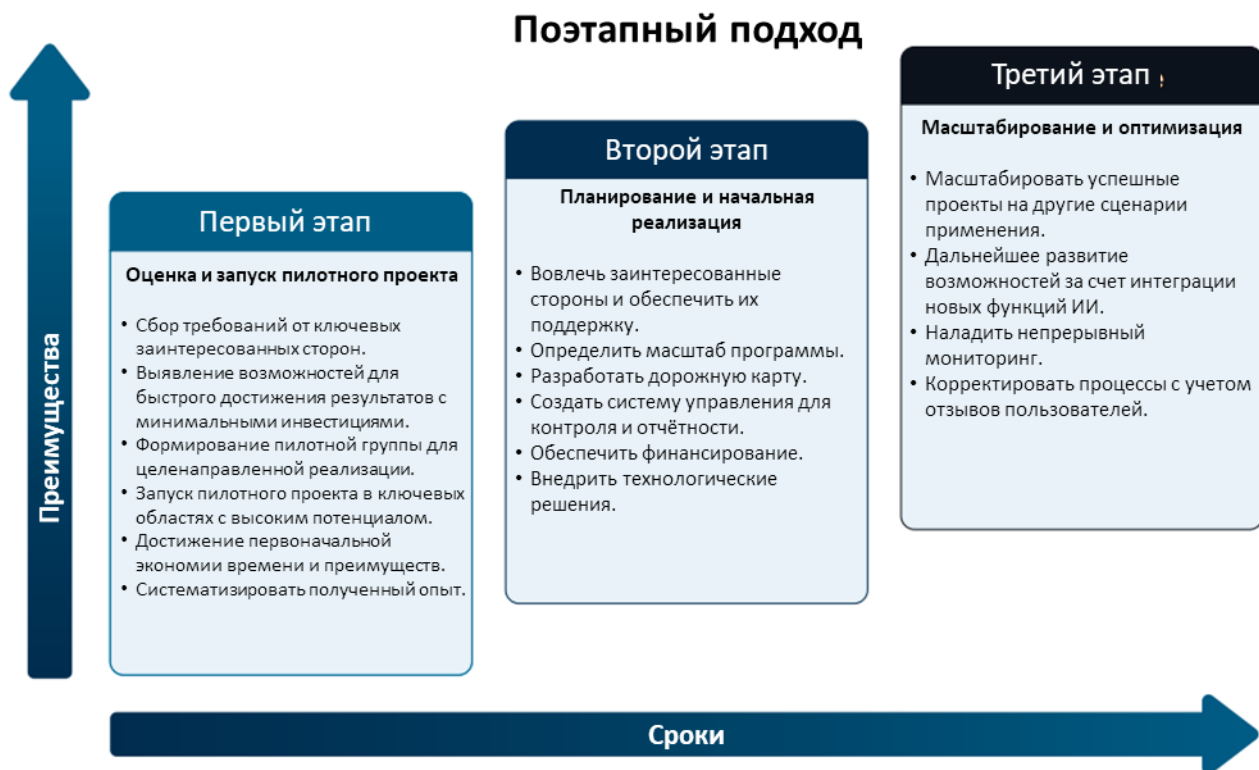 Поэтапный подход
Преимущества
Первый этап
Оценка и запуск пилотного проекта
• Сбор требований от ключевых
заинтересованных сторон.
• Выявление возможностей для
быстрого достижения результатов с
минимальными инвестициями.
• Формирование пилотной группы для
целенаправленной реализации.
• Запуск пилотного проекта в ключевых
областях с высоким потенциалом.
• Достижение первоначальной
экономии времени и преимуществ.
• Систематизировать полученный опыт.
Второй этап
Планирование и начальная
реализация
• Вовлечь заинтересованные
стороны и обеспечить их
поддержку.
• Определить масштаб программы.
• Разработать дорожную карту.
• Создать систему управления для
контроля и отчётности.
• Обеспечить финансирование.
• Внедрить технологические
решения.
Третий этап
Масштабирование и оптимизация
• Масштабировать успешные
проекты на другие сценарии
применения.
• Дальнейшее развитие
возможностей за счет интеграции
новых функций ИИ.
• Наладить непрерывный
мониторинг.
• Корректировать процессы с учетом
отзывов пользователей.
Сроки